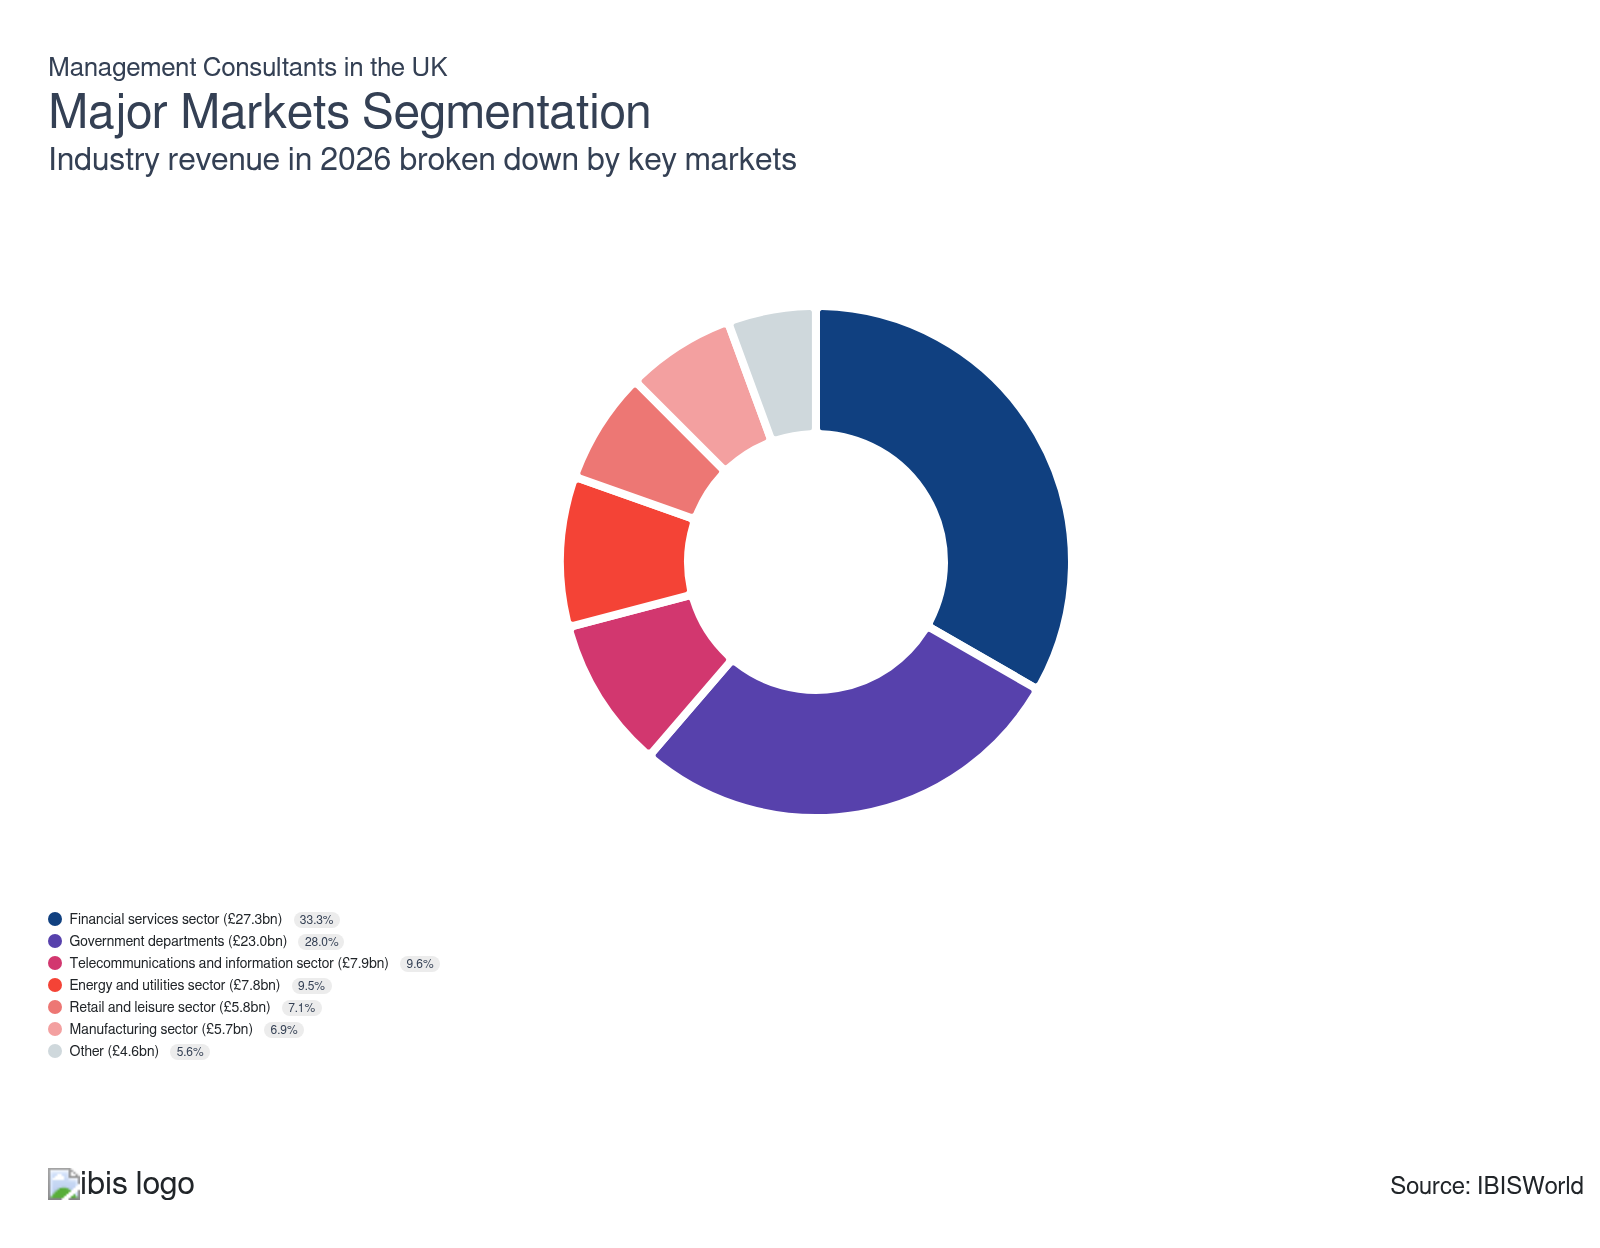 Management Consultants in the UK
Major Markets Segmentation
Industry revenue in 2026 broken down by key markets
Financial services sector (£27.3bn) 33.3%
Government departments (£23.0bn) 28.0%
Telecommunications and information sector (£7.9bn) 9.6%
Energy and utilities sector (£7.8bn) 9.5%
Retail and leisure sector (£5.8bn) 7.1%
Manufacturing sector (£5.7bn) 6.9%
Other (£4.6bn) 5.6%
ibis logo
Source: IBISWorld